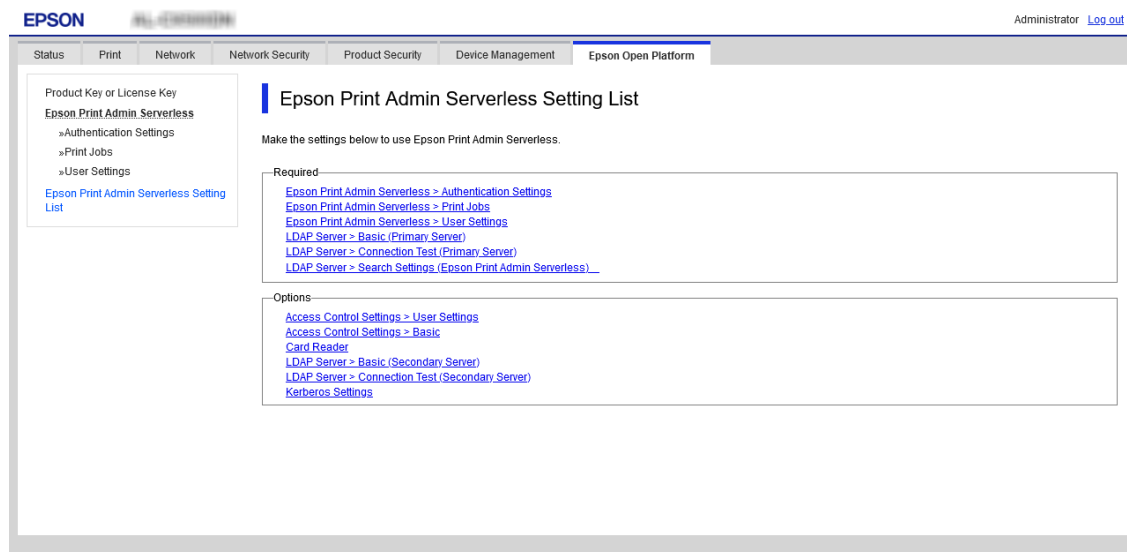 EPSON
Administrator Log out
Status Print Network Network Security Product Security Device Management Epson Open Platform
Product Key or License Key
Epson Print Admin Serverless
»Authentication Settings
»Print Jobs
»User Settings
Epson Print Admin Serverless Setting
List
Epson Print Admin Serverless Setting List
Make the settings below to use Epson Print Admin Serverless.
Required
Epson Print Admin Serverless > Authentication Settings
Epson Print Admin Serverless > Print Jobs
Epson Print Admin Serverless > User Settings
LDAP Server > Basic (Primary Server)
LDAP Server > Connection Test (Primary Server)
LDAP Server > Search Settings (Epson Print Admin Serverless)
Options
Access Control Settings > User Settings
Access Control Settings > Basic
Card Reader
LDAP Server > Basic (Secondary Server)
LDAP Server > Connection Test (Secondary Server)
Kerberos Settings